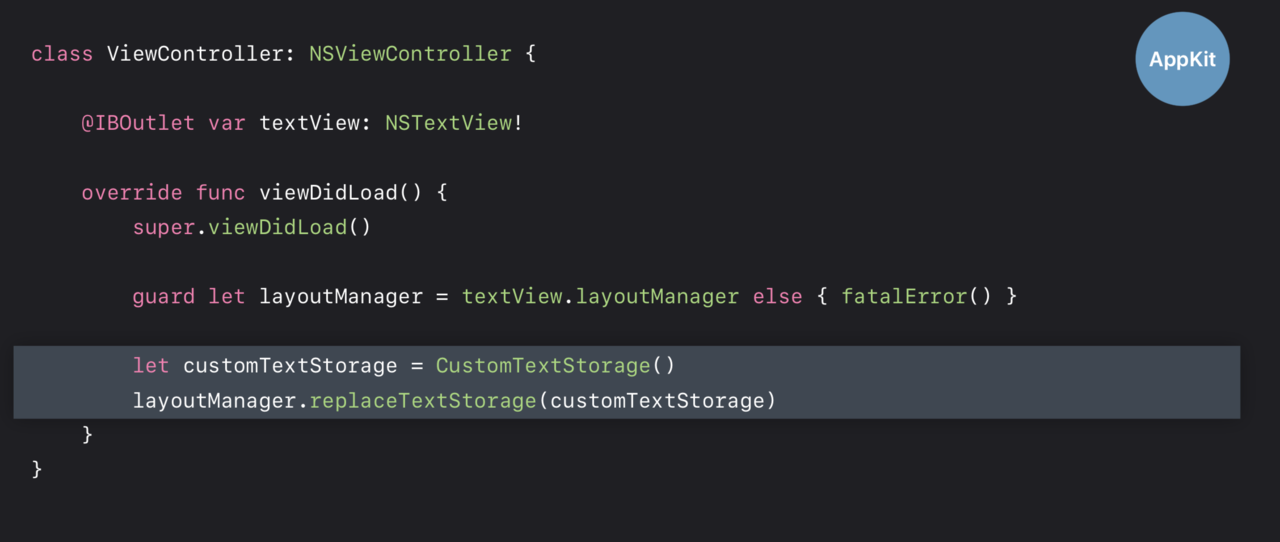 class ViewController: NSViewController {
AppKit
@IBOutlet var textView: NSTextView!
override func viewDidLoad() {
super.viewDidLoad()
guard let layoutManager = textView.layoutManager else { fatalError() }
let customTextStorage = CustomTextStorage()
layoutManager.replaceTextStorage(customTextStorage)
}
}